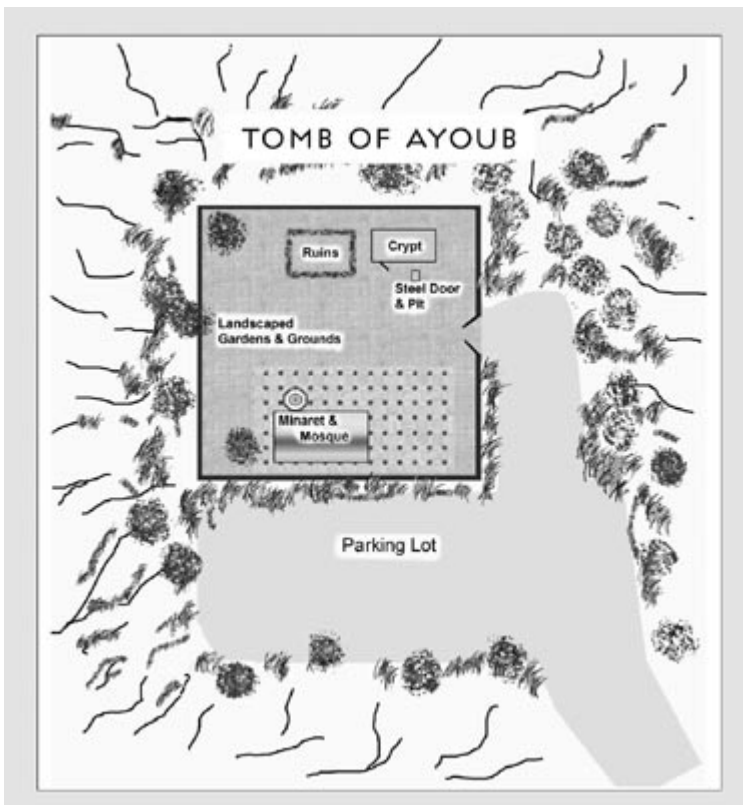 TOMB OF AYOUB
Ruins
Crypt
Steel Door
& Pit
Landscaped
Gardens & Grounds
Minaret &
Mosque
Parking Lot